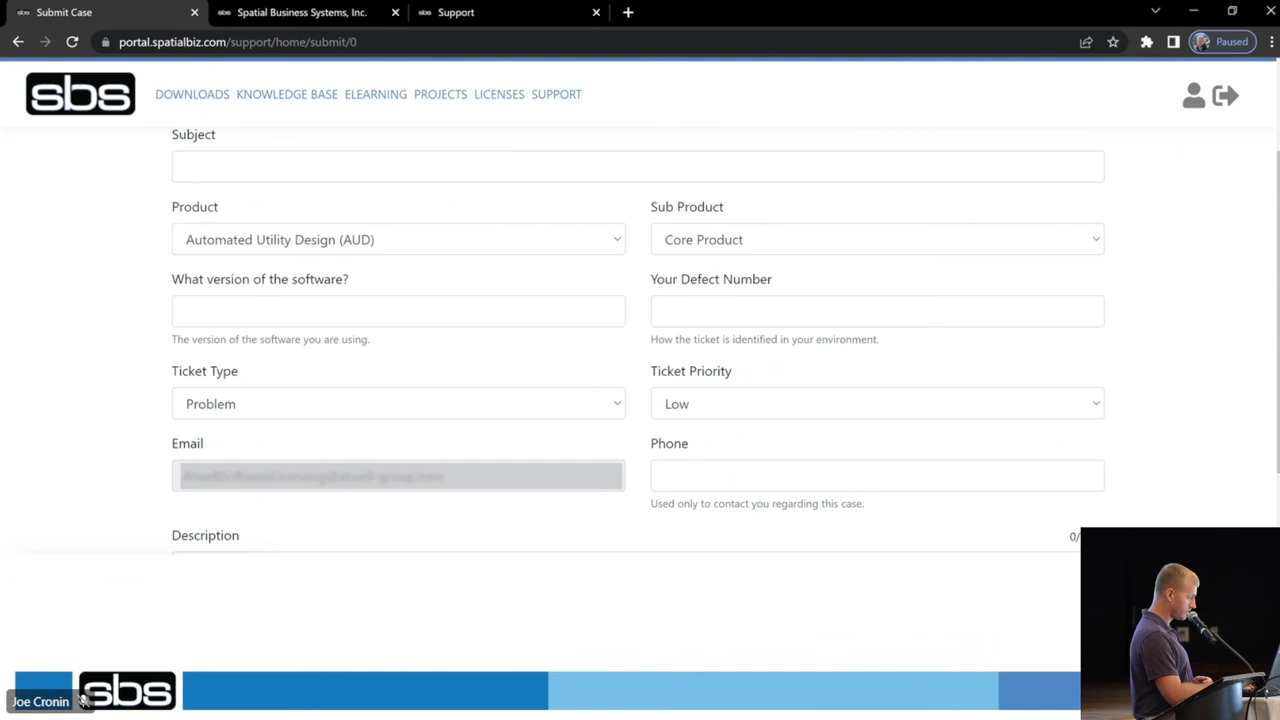 sbs Submit Case
sbs Spatial Business Systems, Inc.
sbs Support
portal.spatialbiz.com/support/home/submit/0
Paused
sbs
DOWNLOADS KNOWLEDGE BASE ELEARNING PROJECTS LICENSES SUPPORT
Subject
Product
Sub Product
Automated Utility Design (AUD)
Core Product
What version of the software?
Your Defect Number
The version of the software you are using.
How the ticket is identified in your environment.
Ticket Type
Ticket Priority
Problem
Low
Email
Phone
Used only to contact you regarding this case.
Description
0/
Joe Cronin
sbs